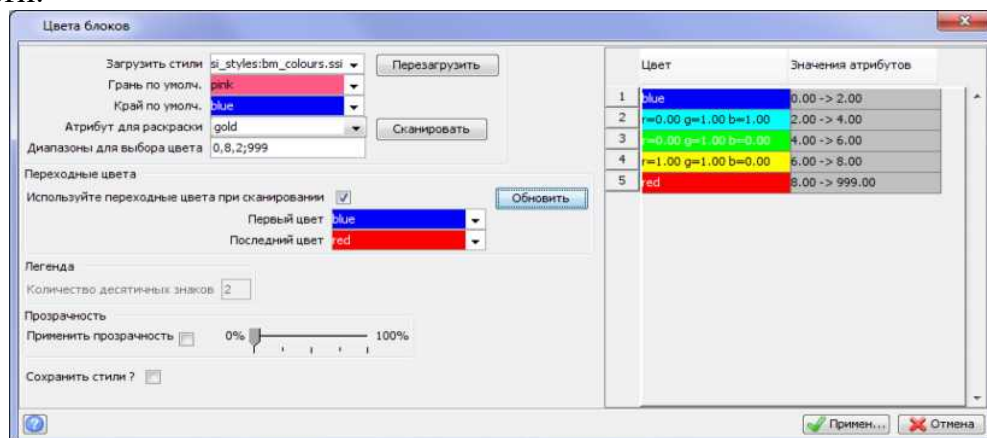 Цвета блоков
Загрузить стили si_styles:bm_colours.ssi Перезагрузить
Грань по умолч. pink
Край по умолч. blue
Атрибут для раскраски gold Сканировать
Диапазоны для выбора цвета 0,8,2;999
Переходные цвета
Используйте переходные цвета при сканировании Обновить
Первый цвет blue
Последний цвет red
Легенда
Количество десятичных знаков 2
Прозрачность
Применить прозрачность 0% 100%
Сохранить стили ?
Цвет Значения атрибутов
1 blue 0.00 -> 2.00
2 r=0.00 g=1.00 b=1.00 2.00 -> 4.00
3 r=0.00 g=1.00 b=0.00 4.00 -> 6.00
4 r=1.00 g=1.00 b=0.00 6.00 -> 8.00
5 red 8.00 -> 999.00
Примен... Отмена